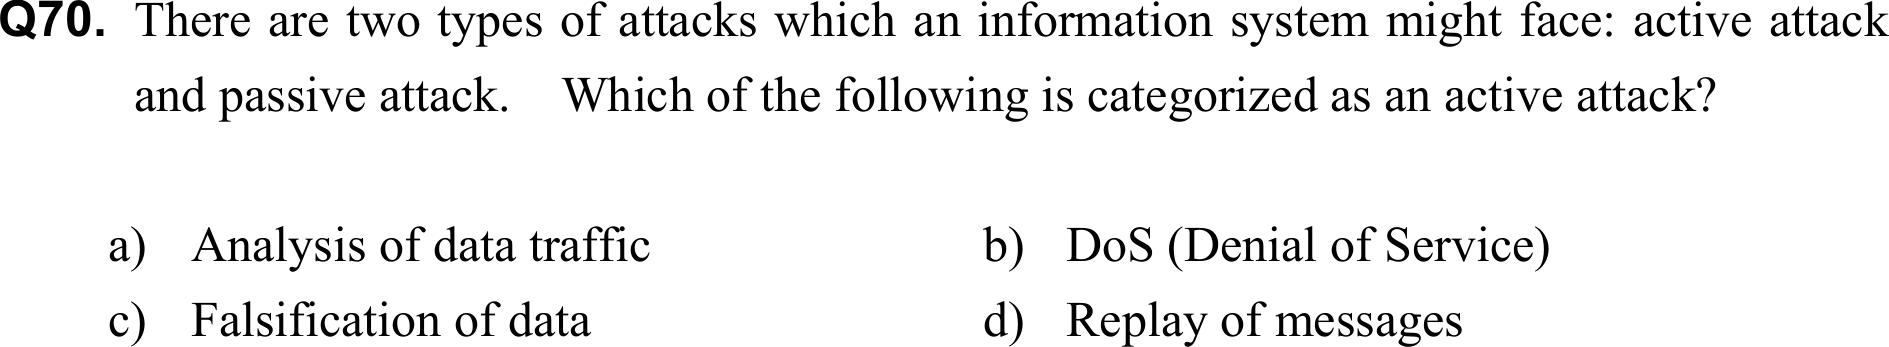 Q70. There are two types of attacks which an information system might face: active attack
and passive attack. Which of the following is categorized as an active attack?
a) Analysis of data traffic b) DoS (Denial of Service)
c) Falsification of data d) Replay of messages